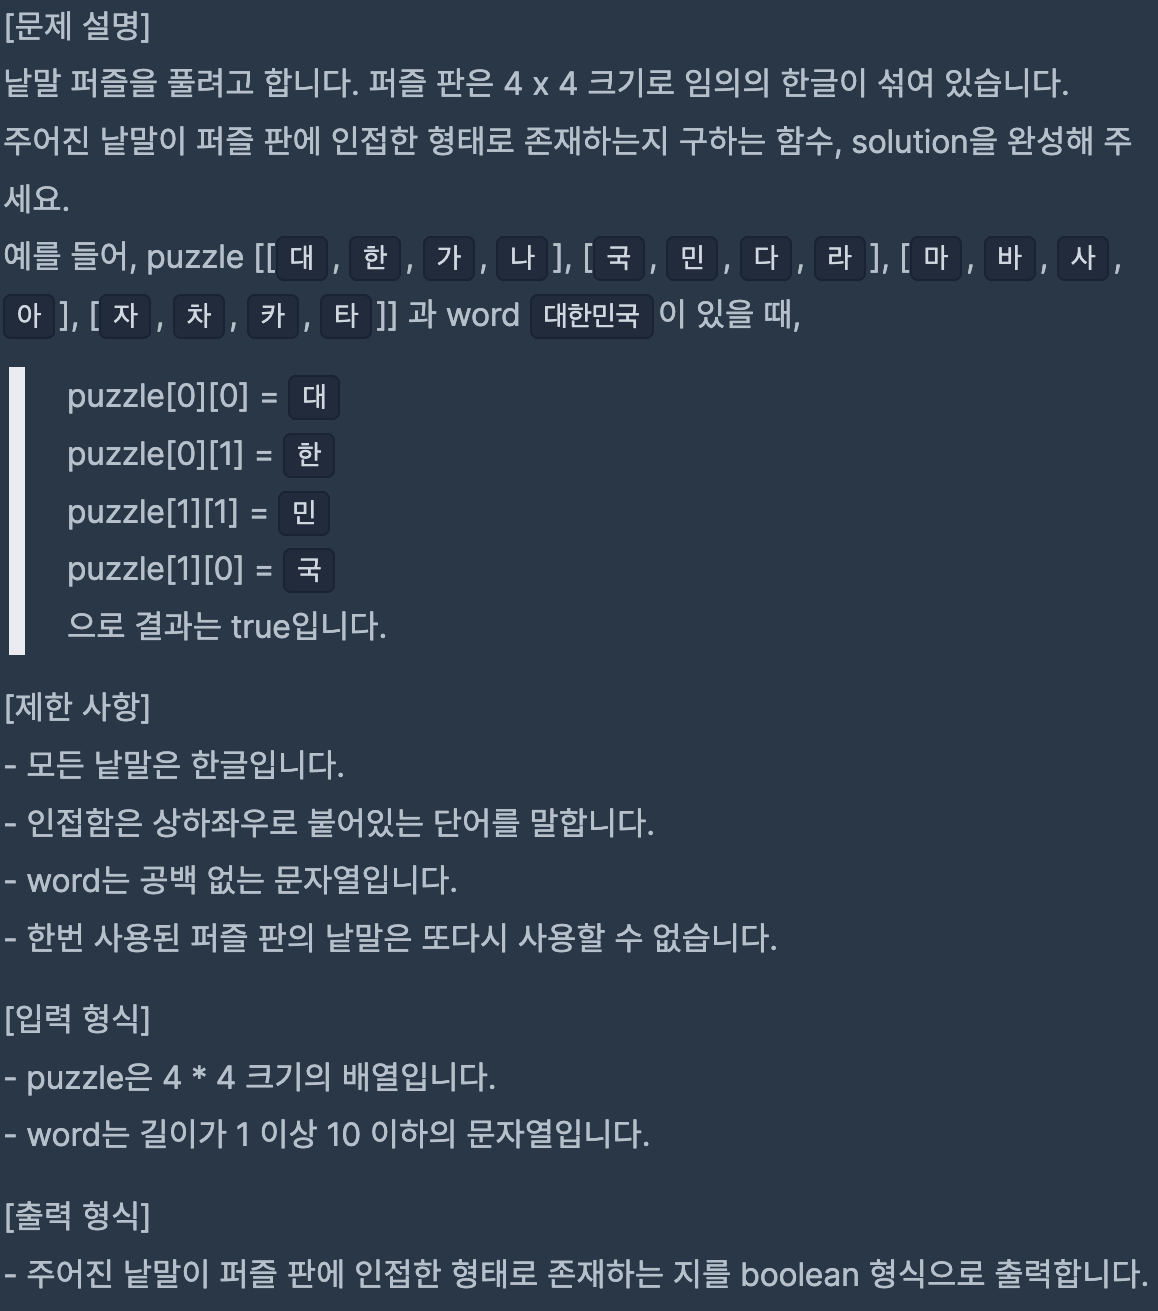 [문제 설명]
낱말 퍼즐을 풀려고 합니다. 퍼즐 판은 4 x 4 크기로 임의의 한글이 섞여 있습니다.
주어진 낱말이 퍼즐 판에 인접한 형태로 존재하는지 구하는 함수, solution을 완성해 주
세요.
예를 들어, puzzle [[ 대 , 한 , 가 , 나 ], [ 국 , 민 , 다 , 라 ], [ 마 , 바 , 사 ,
아 ], [ 자 , 차 , 카 , 타 ]] 과 word 대한민국 이 있을 때,
puzzle[0][0] = 대
puzzle[0][1] = 한
puzzle[1][1] = 민
puzzle[1][0] = 국
으로 결과는 true입니다.
[제한 사항]
- 모든 낱말은 한글입니다.
- 인접함은 상하좌우로 붙어있는 단어를 말합니다.
- word는 공백 없는 문자열입니다.
- 한번 사용된 퍼즐 판의 낱말은 또다시 사용할 수 없습니다.
[입력 형식]
- puzzle은 4 * 4 크기의 배열입니다.
- word는 길이가 1 이상 10 이하의 문자열입니다.
[출력 형식]
- 주어진 낱말이 퍼즐 판에 인접한 형태로 존재하는 지를 boolean 형식으로 출력합니다.